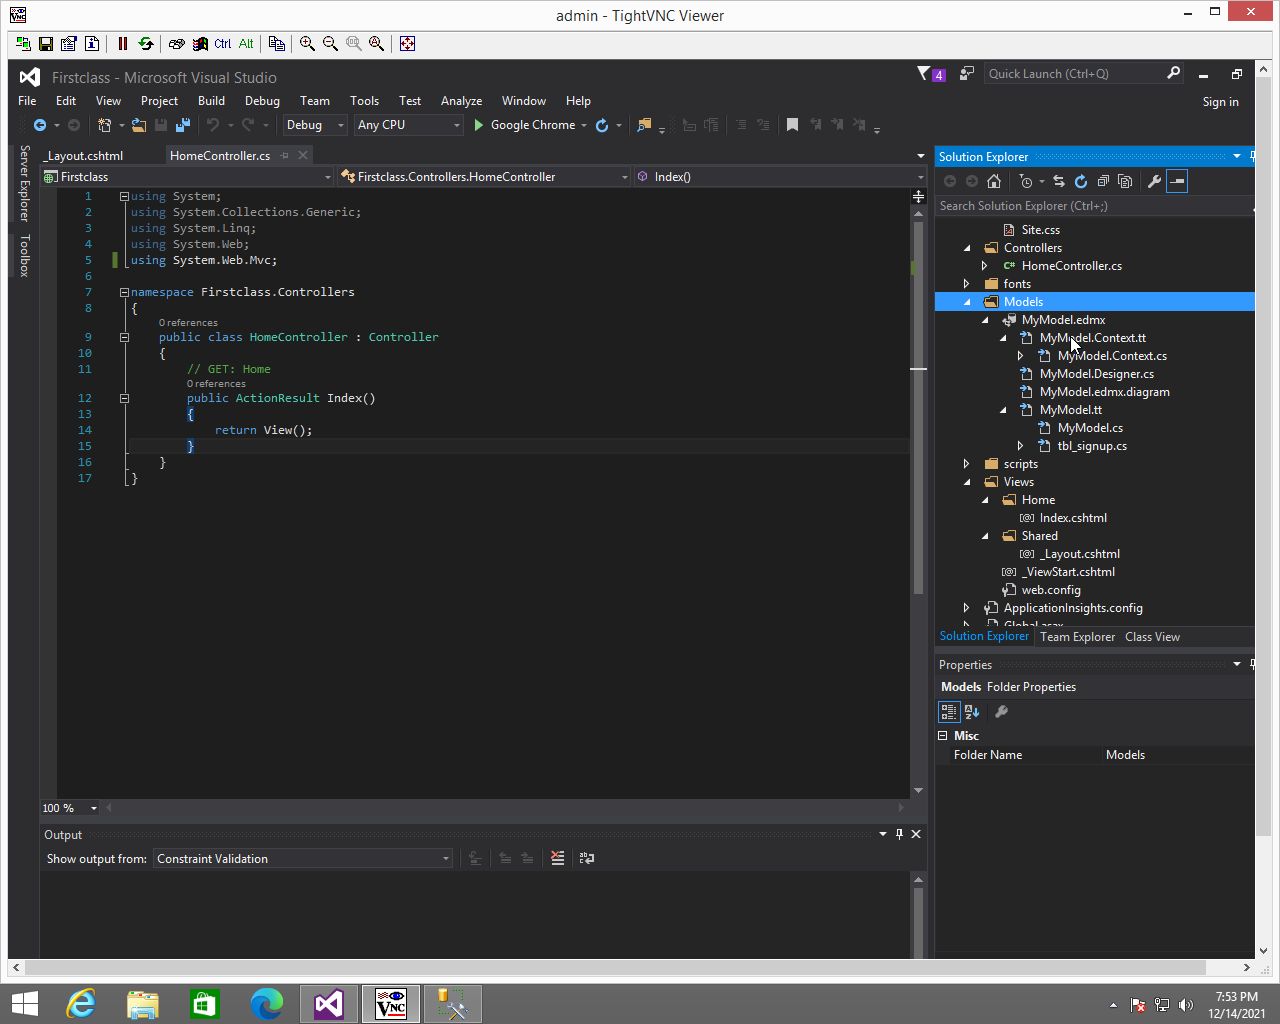 admin - TightVNC Viewer
Ctrl Alt
Firstclass - Microsoft Visual Studio
4
Quick Launch (Ctrl+Q)
File Edit View Project Build Debug Team Tools Test Analyze Window Help
Sign in
Debug Any CPU Google Chrome
Server Explorer
Toolbox
_Layout.cshtml HomeController.cs
Firstclass Firstclass.Controllers.HomeController Index()
1 using System;
2 using System.Collections.Generic;
3 using System.Linq;
4 using System.Web;
5 using System.Web.Mvc;
6
7 namespace Firstclass.Controllers
8 {
0 references
9 public class HomeController : Controller
10 {
11 // GET: Home
0 references
12 public ActionResult Index()
13 {
14 return View();
15 }
16 }
17 }
100 %
Output
Show output from: Constraint Validation
Solution Explorer
Search Solution Explorer (Ctrl+;)
Site.css
Controllers
C# HomeController.cs
fonts
Models
MyModel.edmx
MyModel.Context.tt
MyModel.Context.cs
MyModel.Designer.cs
MyModel.edmx.diagram
MyModel.tt
MyModel.cs
tbl_signup.cs
scripts
Views
Home
[@] Index.cshtml
Shared
[@] _Layout.cshtml
[@] _ViewStart.cshtml
web.config
ApplicationInsights.config
Global.asax
Solution Explorer Team Explorer Class View
Properties
Models Folder Properties
Misc
Folder Name Models
7:53 PM
12/14/2021